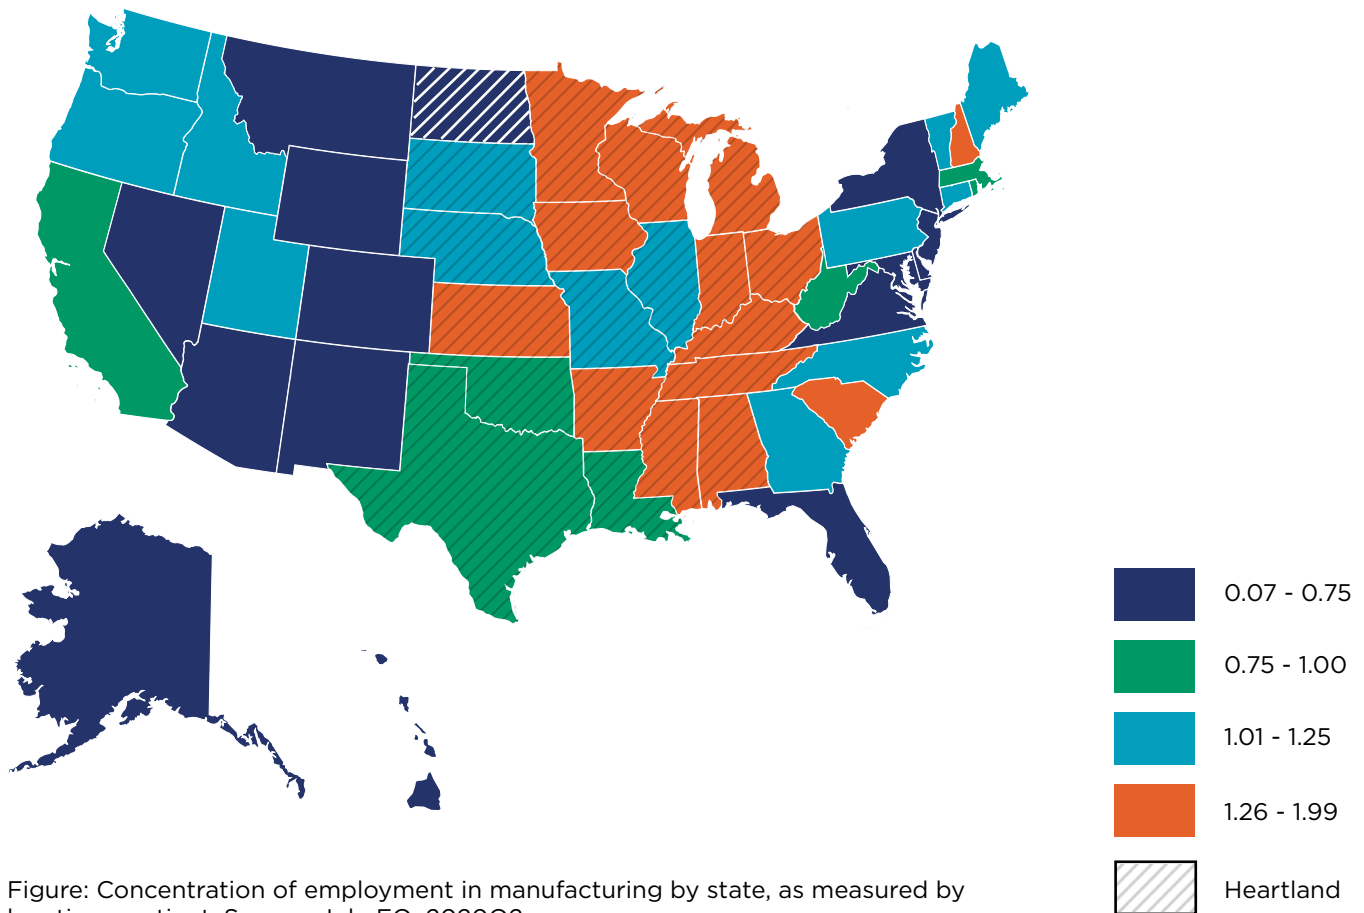 0.07 - 0.75
0.75 - 1.00
1.01 - 1.25
1.26 - 1.99
Heartland
Figure: Concentration of employment in manufacturing by state, as measured by